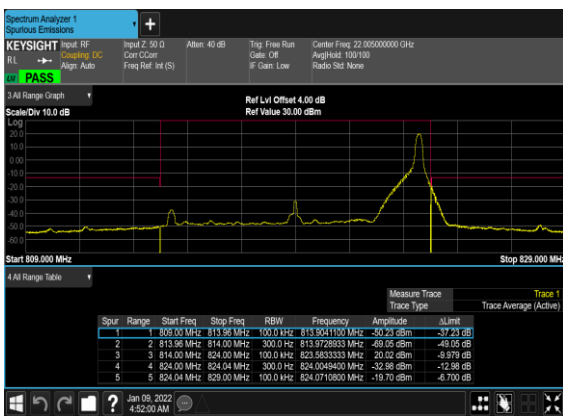 Spectrum Analyzer 1
Spurious Emissions
+
KEYSIGHT Input: RF Input Z: 50 Ω Atten: 40 dB Trig: Free Run Center Freq: 22.005000000 GHz
RL Coupling: DC Corr CCorr Gate: Off Avg|Hold: 100/100
Align: Auto Freq Ref: Int (S) IF Gain: Low Radio Std: None
PASS
3 All Range Graph
Ref Lvl Offset 4.00 dB
Scale/Div 10.0 dB Ref Value 30.00 dBm
Log
20.0
10.0
0.00
-10.0
-20.0
-30.0
-40.0
-50.0
-60.0
Start 809.000 MHz Stop 829.000 MHz
4 All Range Table
Measure Trace Trace 1
Trace Type Trace Average (Active)
Spur Range Start Freq Stop Freq RBW Frequency Amplitude ΔLimit
1 1 809.00 MHz 813.96 MHz 100.0 kHz 813.9041100 MHz -50.23 dBm -37.23 dB
2 2 813.96 MHz 814.00 MHz 300.0 Hz 813.9728933 MHz -69.05 dBm -49.05 dB
3 3 814.00 MHz 824.00 MHz 100.0 kHz 823.5833333 MHz 20.02 dBm -9.979 dB
4 4 824.00 MHz 824.04 MHz 300.0 Hz 824.0049400 MHz -32.98 dBm -12.98 dB
5 5 824.04 MHz 829.00 MHz 100.0 kHz 824.0710800 MHz -19.70 dBm -6.700 dB
? Jan 09, 2022
4:52:00 AM